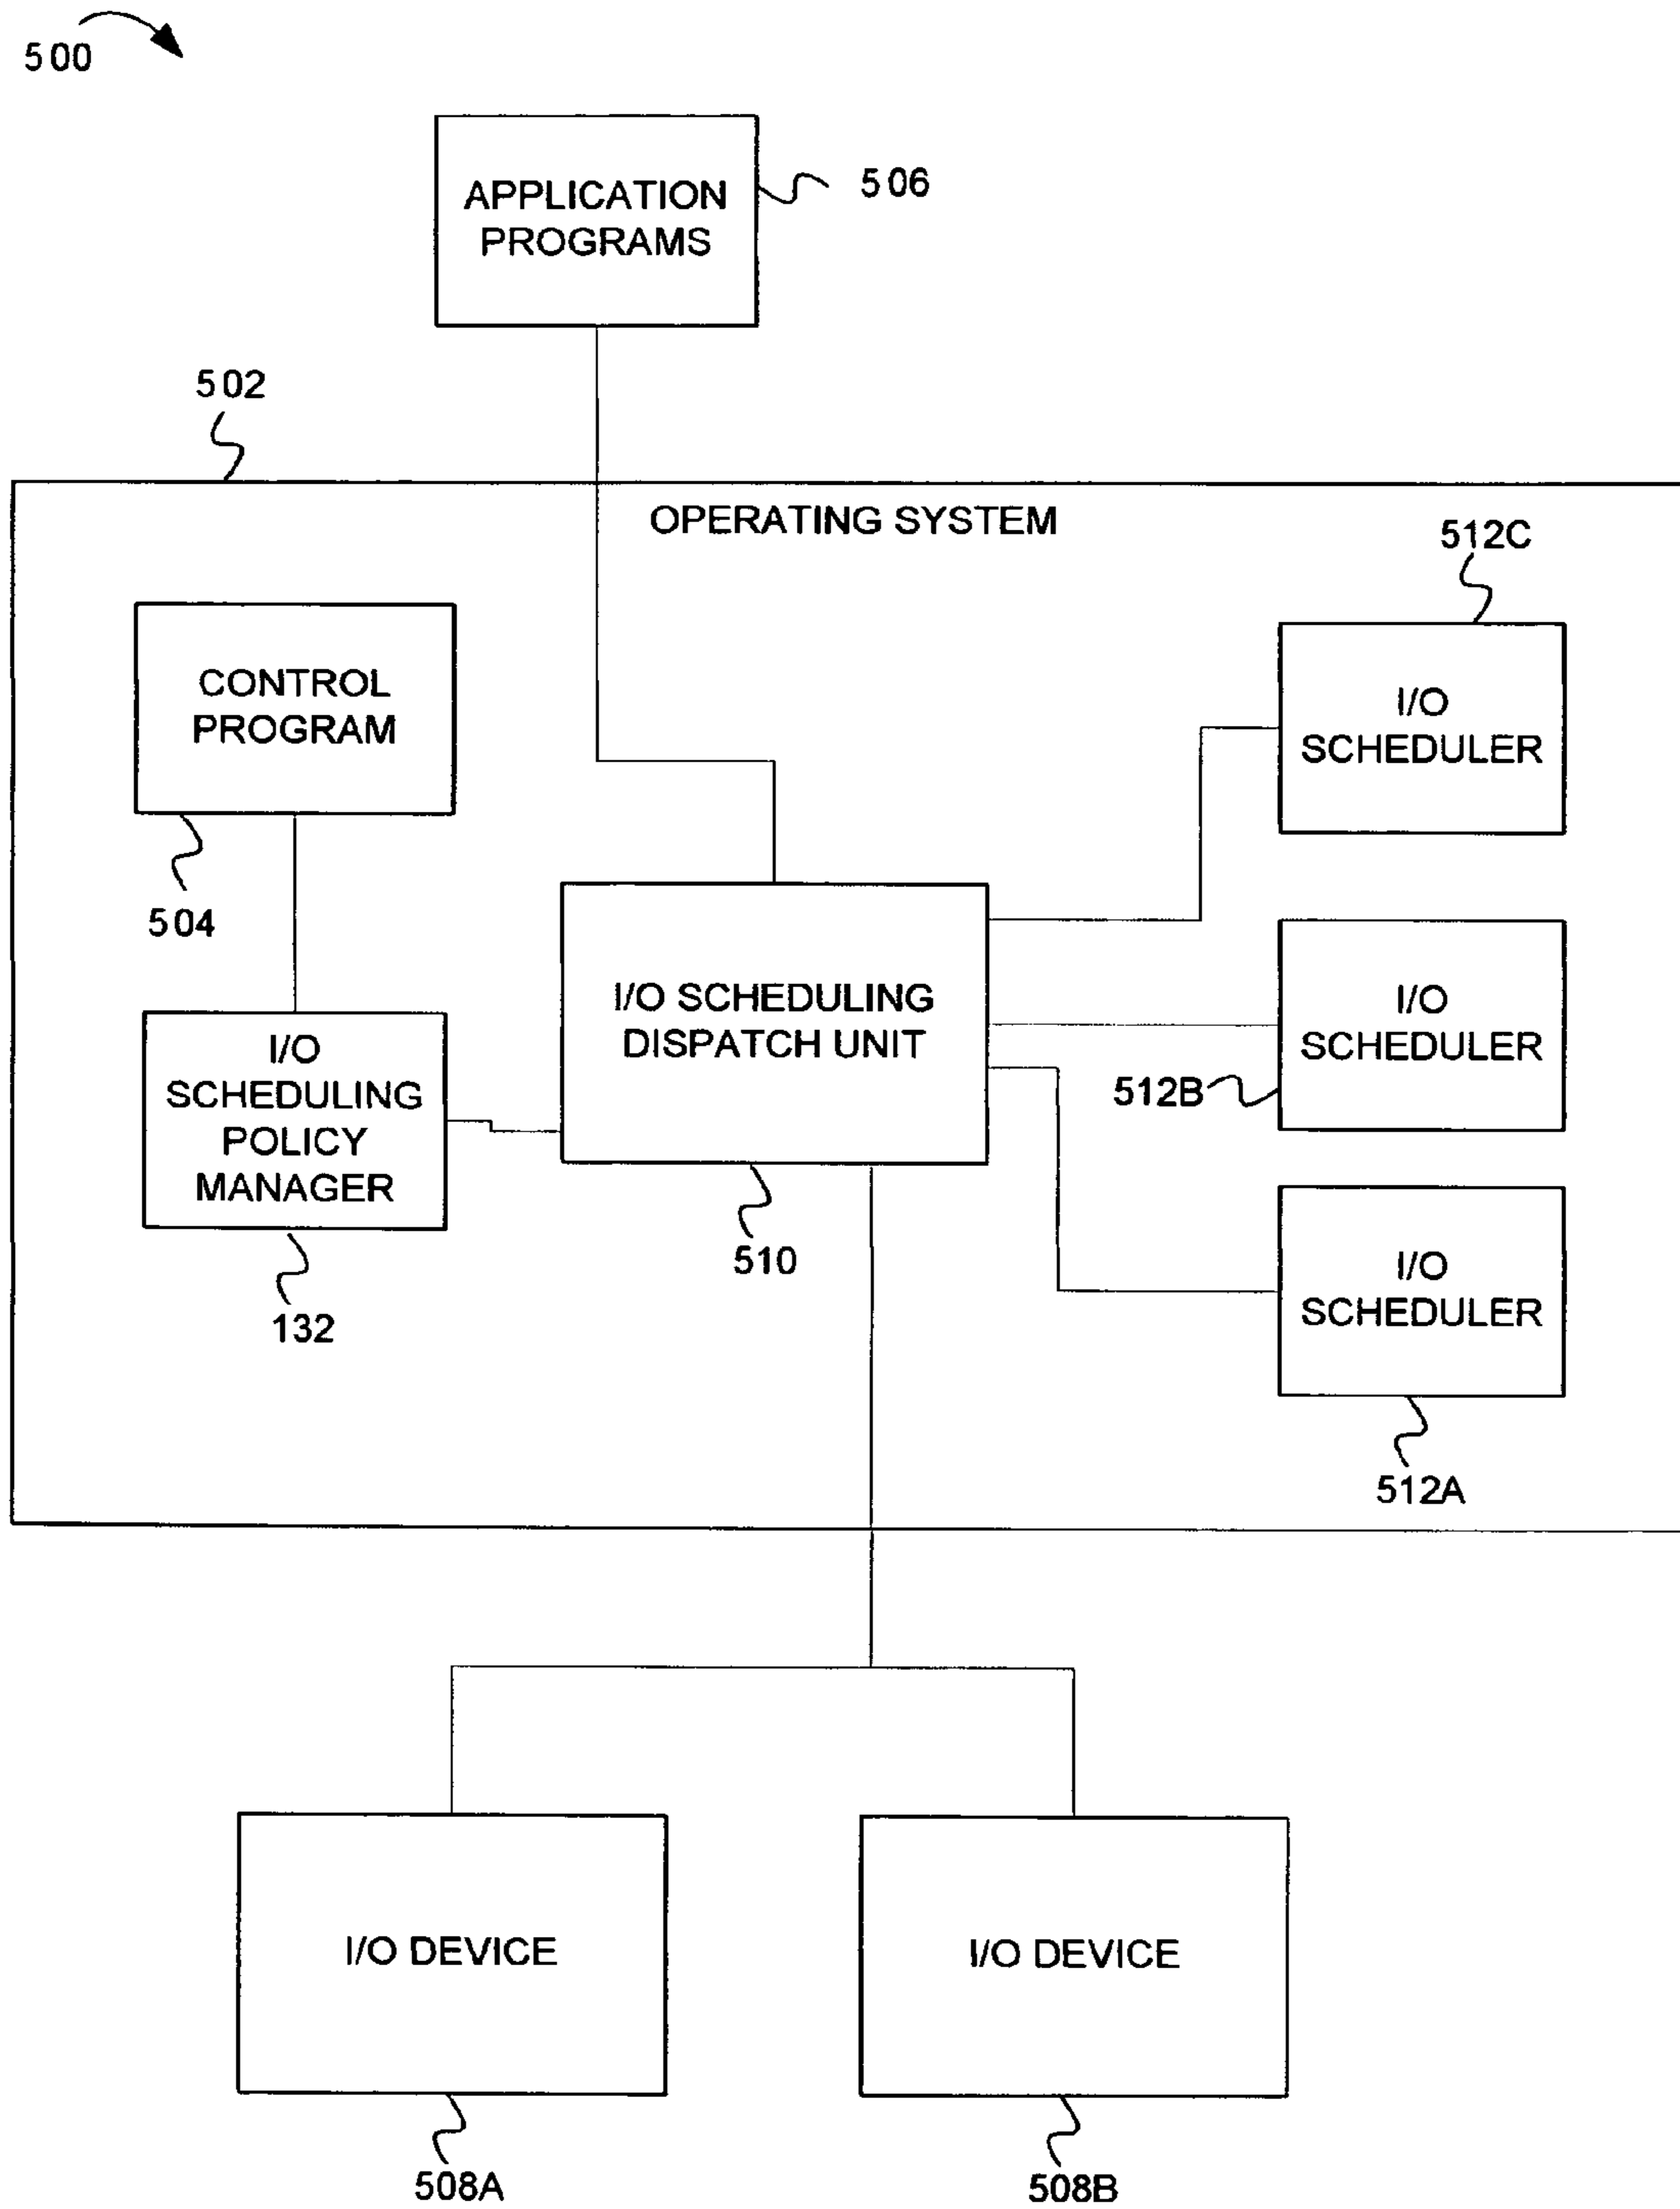 500
APPLICATION
PROGRAMS
506
502
OPERATING SYSTEM
512C
CONTROL
PROGRAM
I/O
SCHEDULER
504
I/O SCHEDULING
DISPATCH UNIT
I/O
SCHEDULER
512B
I/O
SCHEDULING
POLICY
MANAGER
510
132
I/O
SCHEDULER
512A
I/O DEVICE
I/O DEVICE
508A
508B